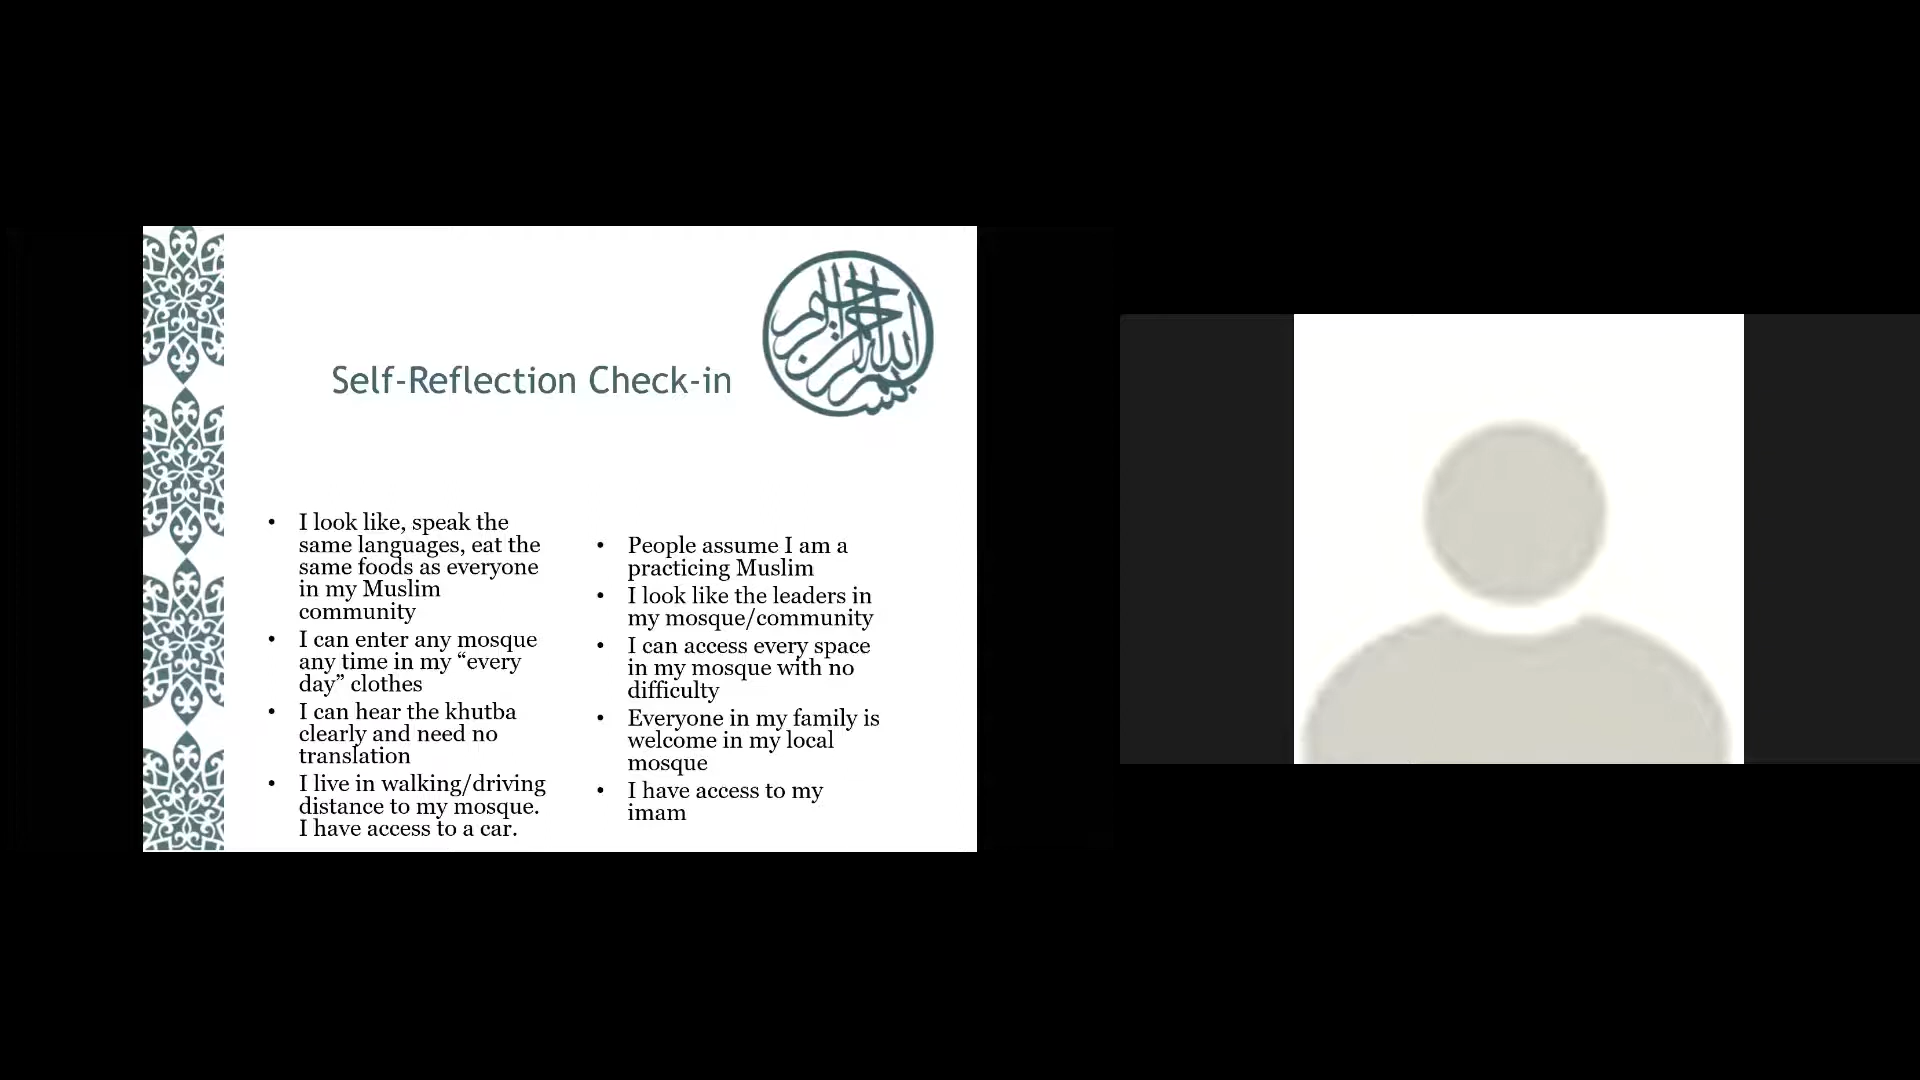 بسم الله الرحمن الرحيم
Self-Reflection Check-in
• I look like, speak the
same languages, eat the
same foods as everyone
in my Muslim
community
• I can enter any mosque
any time in my “every
day” clothes
• I can hear the khutba
clearly and need no
translation
• I live in walking/driving
distance to my mosque.
I have access to a car.
• People assume I am a
practicing Muslim
• I look like the leaders in
my mosque/community
• I can access every space
in my mosque with no
difficulty
• Everyone in my family is
welcome in my local
mosque
• I have access to my
imam